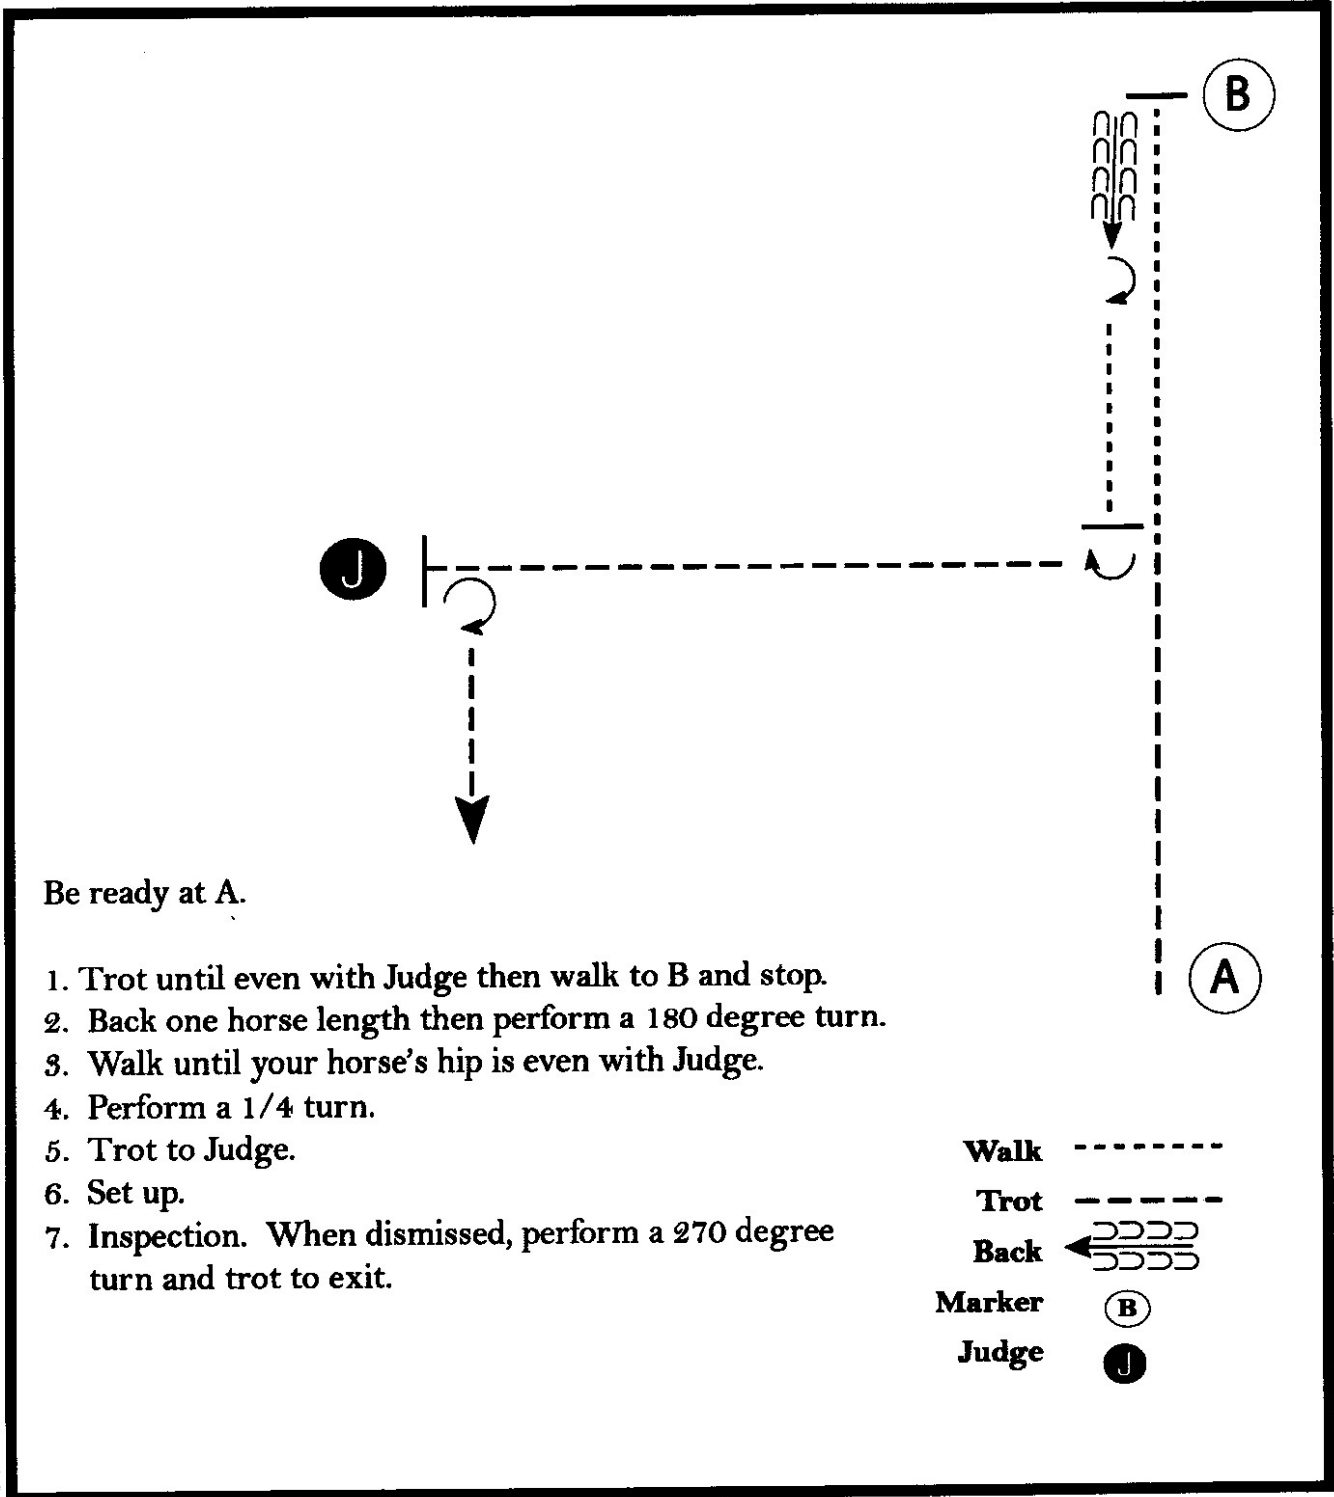 B
J
A
Be ready at A.
1. Trot until even with Judge then walk to B and stop.
2. Back one horse length then perform a 180 degree turn.
3. Walk until your horse's hip is even with Judge.
4. Perform a 1/4 turn.
5. Trot to Judge.
6. Set up.
7. Inspection. When dismissed, perform a 270 degree
turn and trot to exit.
Walk
Trot
Back
Marker B
Judge J